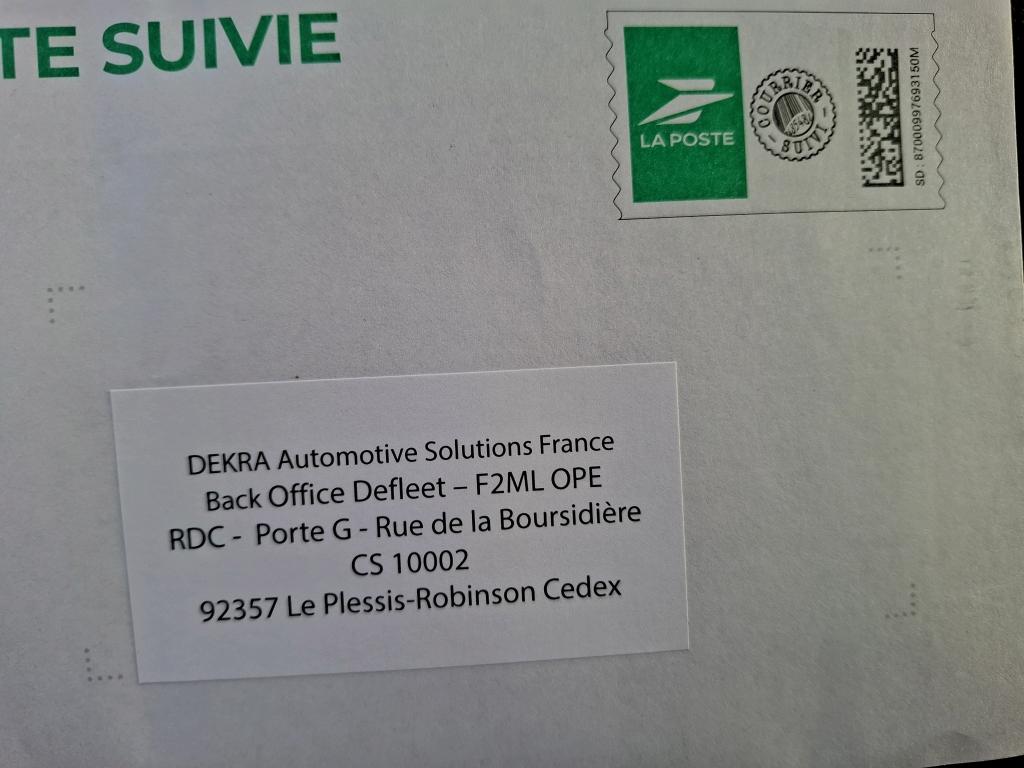 TE SUIVIE
LA POSTE
COURRIER
SUIVI
SD : 87000997693150M
DEKRA Automotive Solutions France
Back Office Defleet – F2ML OPE
RDC - Porte G - Rue de la Boursidière
CS 10002
92357 Le Plessis-Robinson Cedex